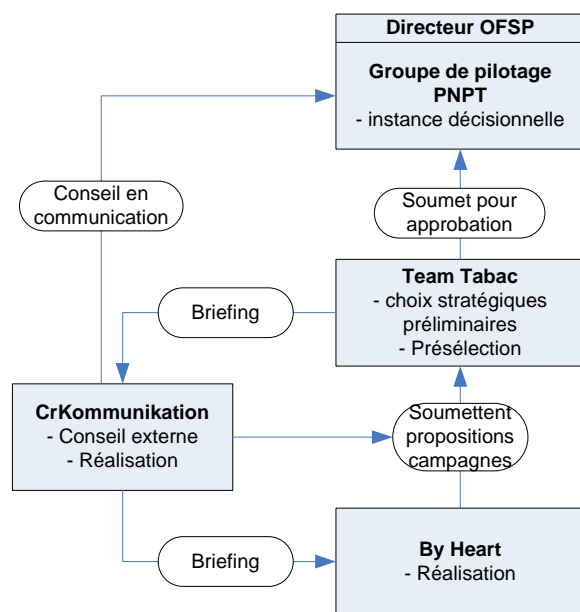 Directeur OFSP
Groupe de pilotage
PNPT
- instance décisionnelle
Conseil en
communication
Soumet pour
approbation
Team Tabac
- choix stratégiques
préliminaires
- Présélection
Briefing
CrKommunikation
- Conseil externe
- Réalisation
Soumettent
propositions
campagnes
Briefing
By Heart
- Réalisation